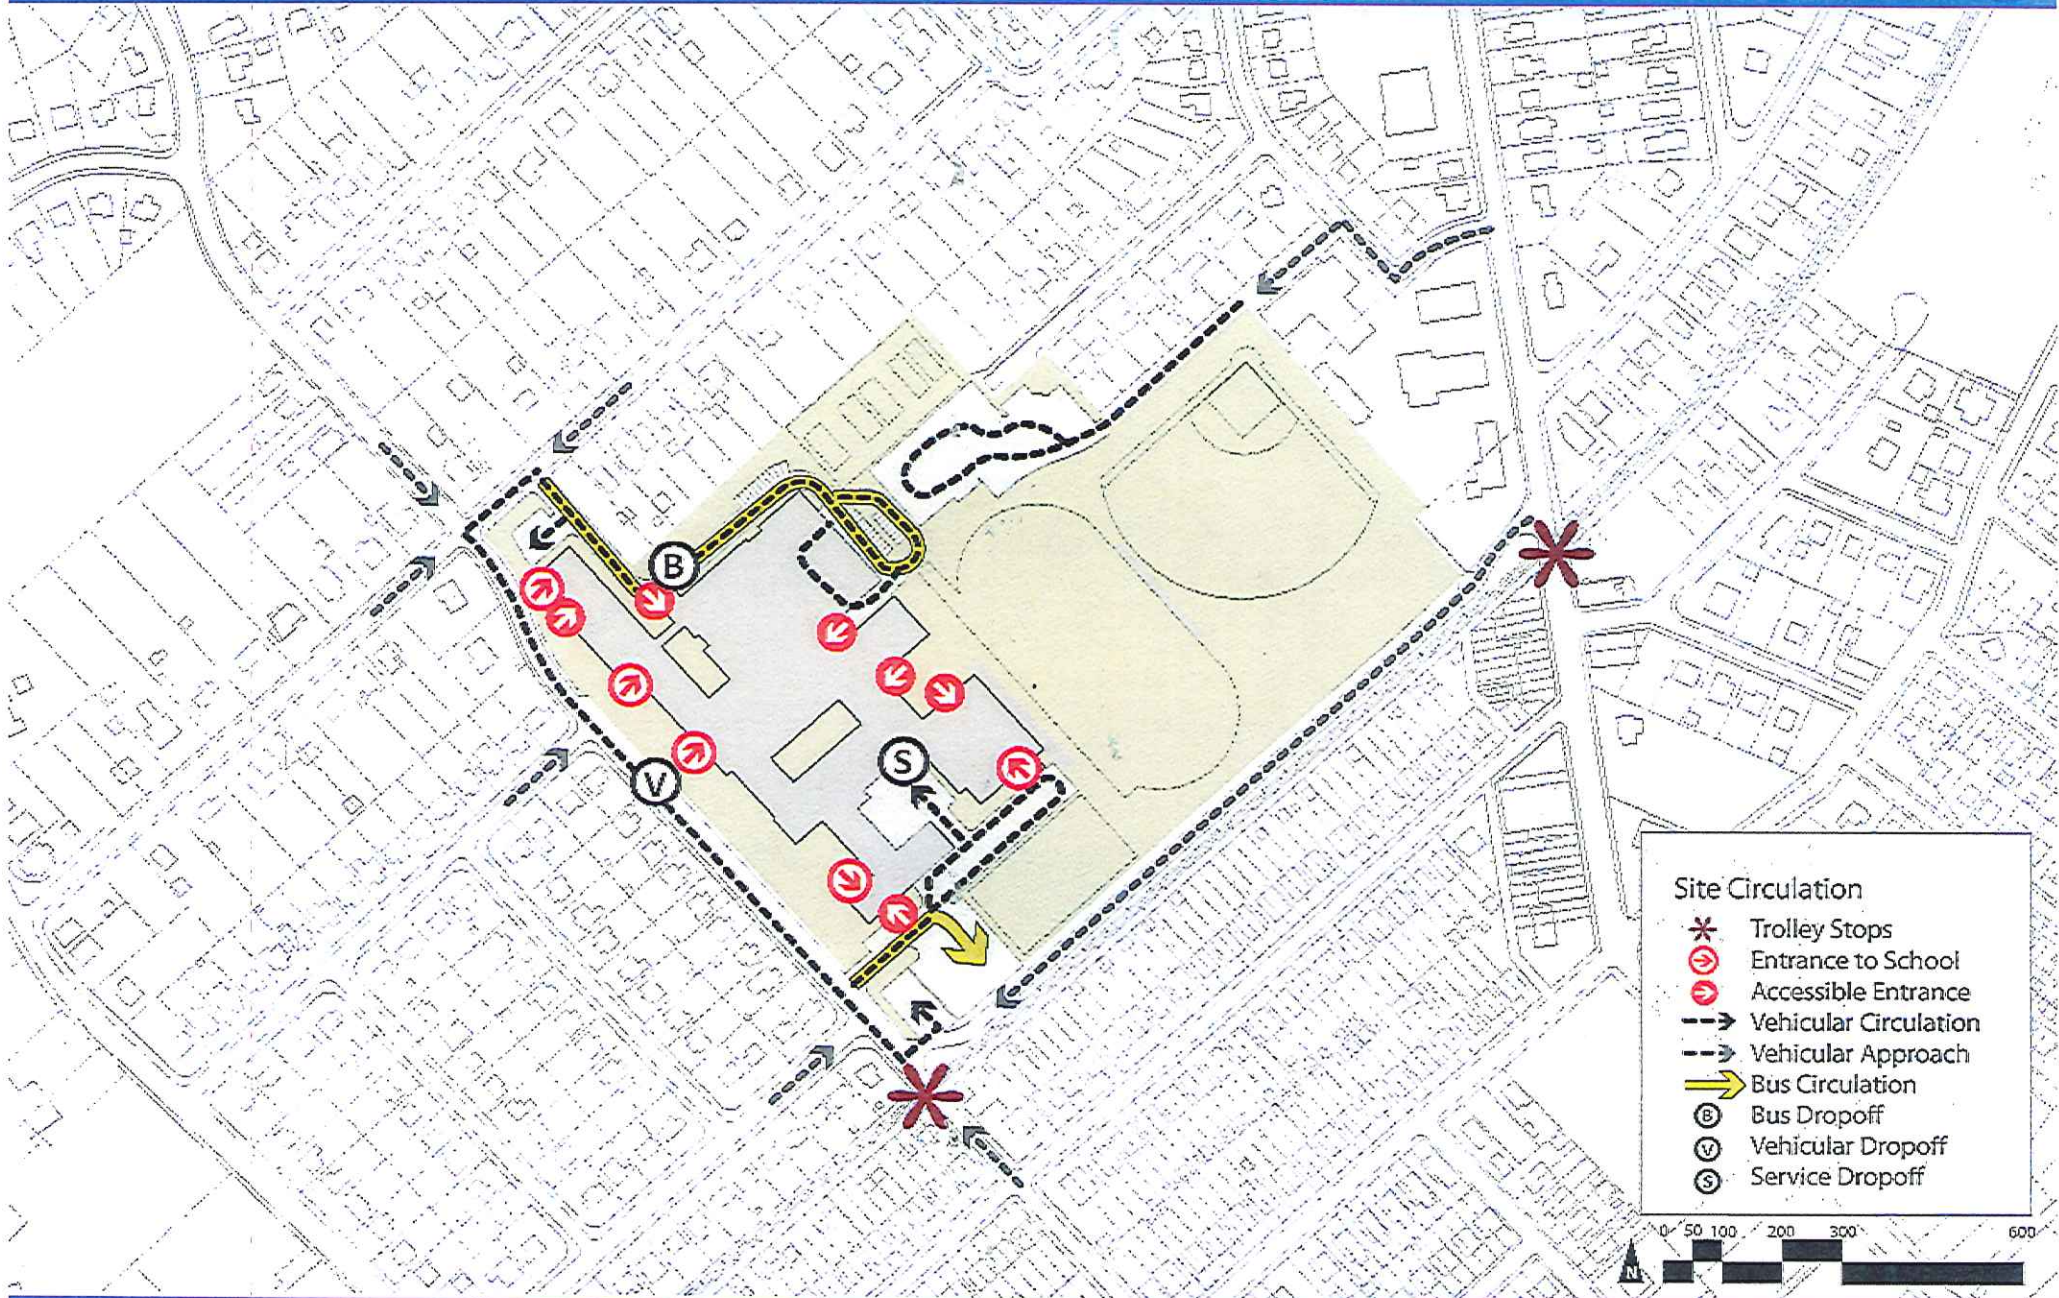 B
V
S
Site Circulation
Trolley Stops
Entrance to School
Accessible Entrance
Vehicular Circulation
Vehicular Approach
Bus Circulation
B Bus Dropoff
V Vehicular Dropoff
S Service Dropoff
0 50 100 200 300 600
N